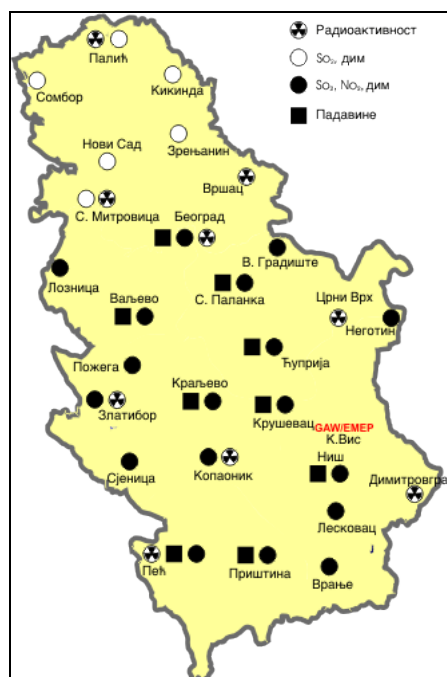 Радиоактивност
Палић
SO₂, дим
Сомбор
Кикинда
SO₂, NO₂, дим
Падавине
Нови Сад
Зрењанин
Вршац
С. Митровица
Београд
В. Градиште
Лозница
С. Паланка
Црни Врх
Ваљево
Неготин
Пожега
Ћуприја
Краљево
Златибор
Крушевац
GAW/EMEP
К.Вис
Ниш
Копаоник
Сјеница
Димитровгра
Лесковац
Пећ
Приштина
Врање